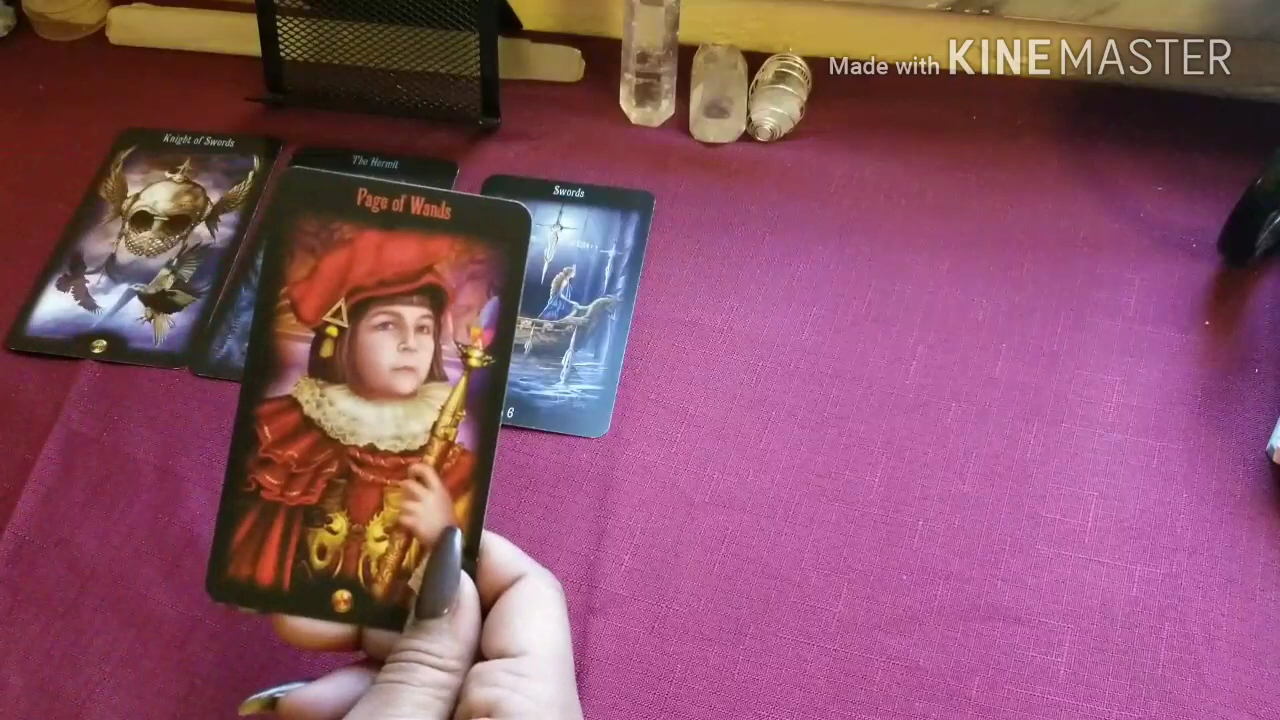 Made with KINEMASTER
Knight of Swords
The Hermit
Page of Wands
Swords
6